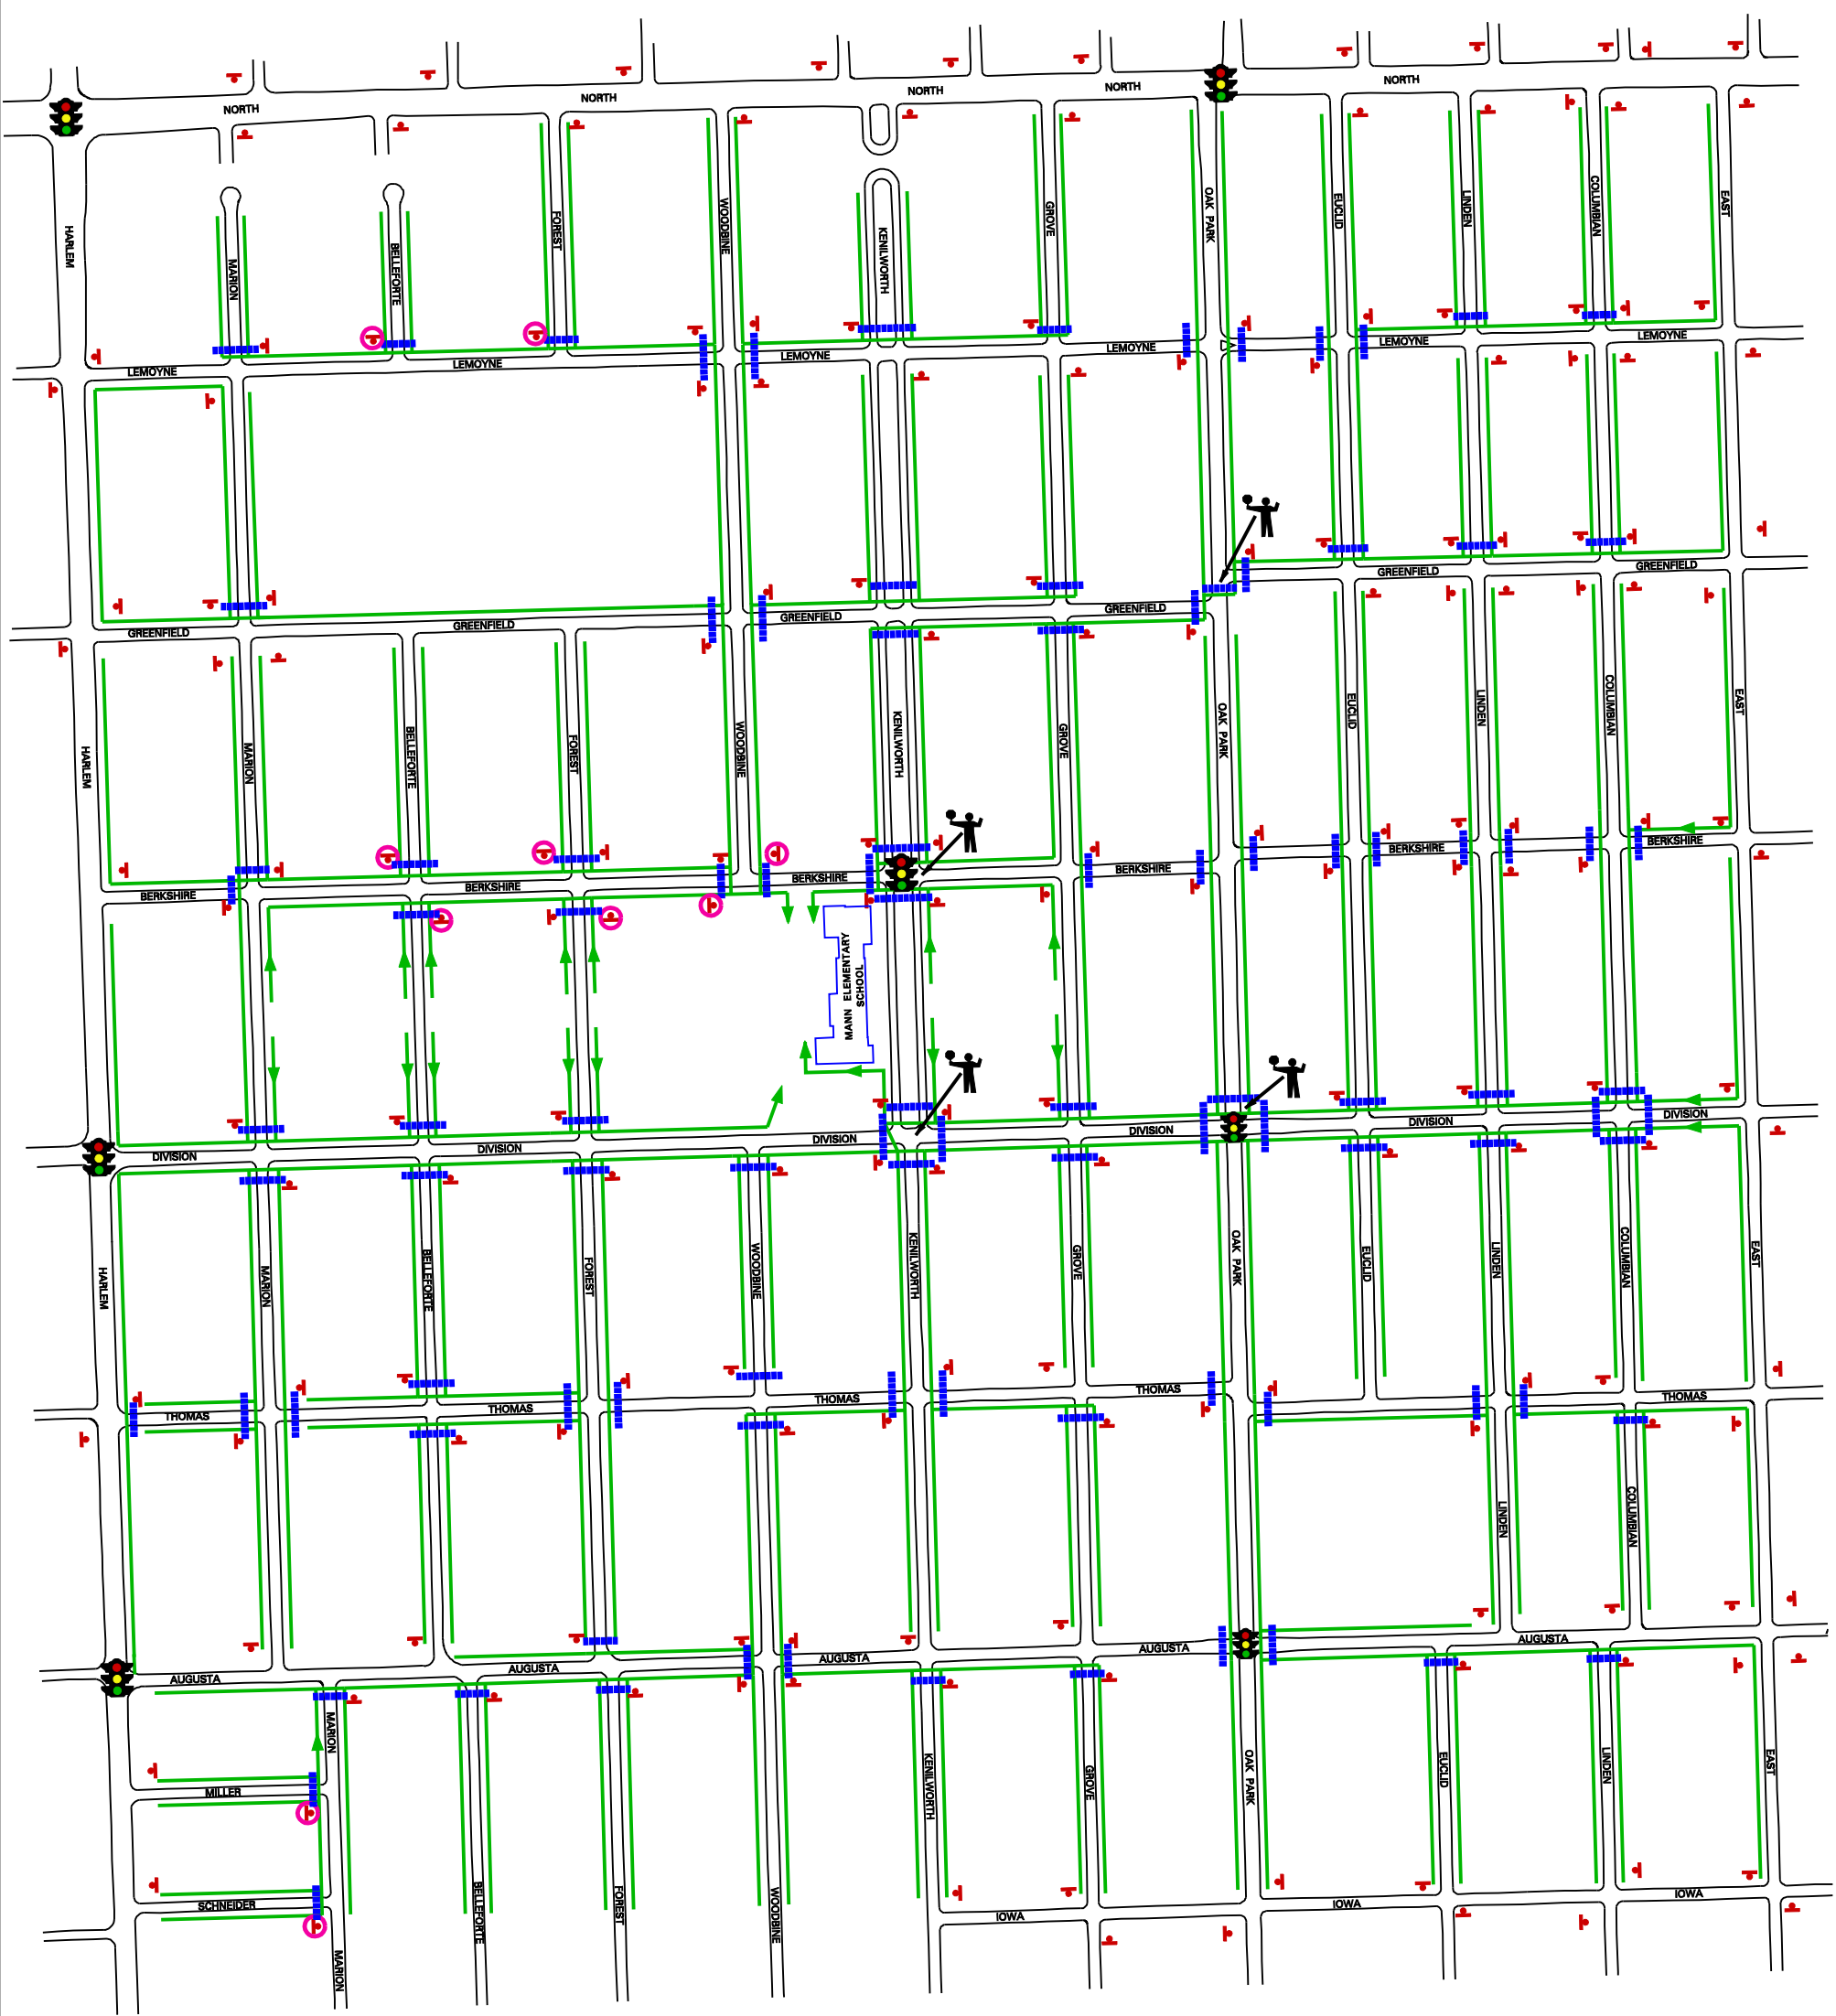 NORTH
NORTH
NORTH
NORTH
NORTH
HARLEM
MARION
BELLEFORTE
FOREST
WOODBINE
KENILWORTH
GROVE
OAK PARK
EUCLID
LINDEN
COLUMBIAN
EAST
LEMOYNE
LEMOYNE
LEMOYNE
LEMOYNE
LEMOYNE
LEMOYNE
GREENFIELD
GREENFIELD
GREENFIELD
GREENFIELD
GREENFIELD
GREENFIELD
HARLEM
MARION
BELLEFORTE
FOREST
WOODBINE
KENILWORTH
GROVE
OAK PARK
EUCLID
LINDEN
COLUMBIAN
EAST
BERKSHIRE
BERKSHIRE
BERKSHIRE
BERKSHIRE
BERKSHIRE
BERKSHIRE
MANN ELEMENTARY
SCHOOL
DIVISION
DIVISION
DIVISION
DIVISION
DIVISION
DIVISION
HARLEM
MARION
BELLEFORTE
FOREST
WOODBINE
KENILWORTH
GROVE
OAK PARK
EUCLID
LINDEN
COLUMBIAN
EAST
THOMAS
THOMAS
THOMAS
THOMAS
THOMAS
LINDEN
COLUMBIAN
AUGUSTA
AUGUSTA
AUGUSTA
AUGUSTA
AUGUSTA
MARION
MILLER
KENILWORTH
GROVE
OAK PARK
EUCLID
LINDEN
EAST
SCHNEIDER
BELLEFORTE
FOREST
WOODBINE
IOWA
IOWA
IOWA
MARION